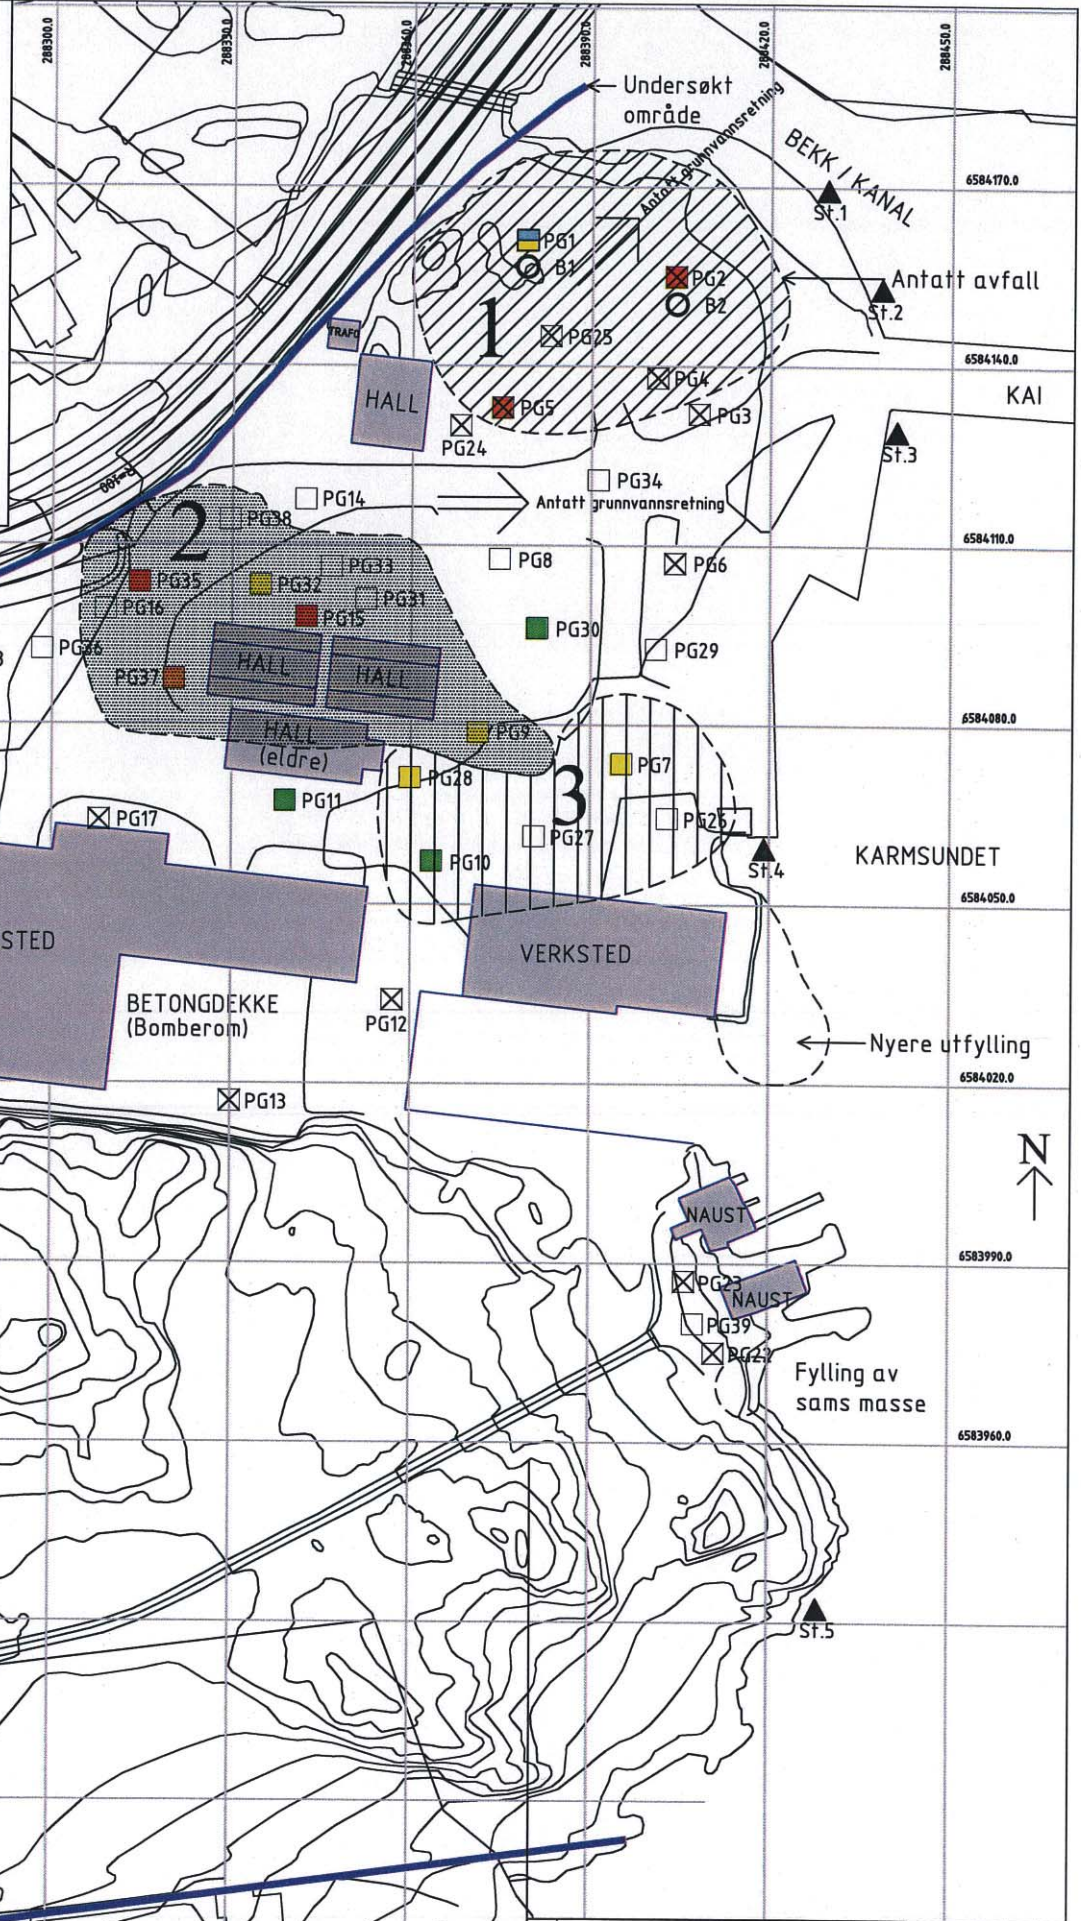 288300.0
288330.0
288360.0
288390.0
288420.0
288450.0
Undersøkt
område
Antatt grunnvannsretning
BEKK / KANAL
6584170.0
St.1
PG1
B1
PG2
B2
Antatt avfall
St.2
1
TRAFO
PG25
6584140.0
HALL
PG4
KAI
PG5
PG3
PG24
St.3
PG34
PG14
Antatt grunnvannsretning
2
PG38
6584110.0
PG33
PG8
PG6
PG35
PG32
PG31
PG16
PG15
PG30
PG36
PG29
HALL
HALL
PG37
6584080.0
HALL
(eldre)
PG9
PG28
PG7
3
PG11
PG17
PG27
PG26
PG10
St.4
KARMSUNDET
6584050.0
STED
VERKSTED
BETONGDEKKE
(Bomberom)
PG12
Nyere utfylling
6584020.0
PG13
N
NAUST
6583990.0
PG23
NAUST
PG39
PG22
Fylling av
sams masse
6583960.0
St.5